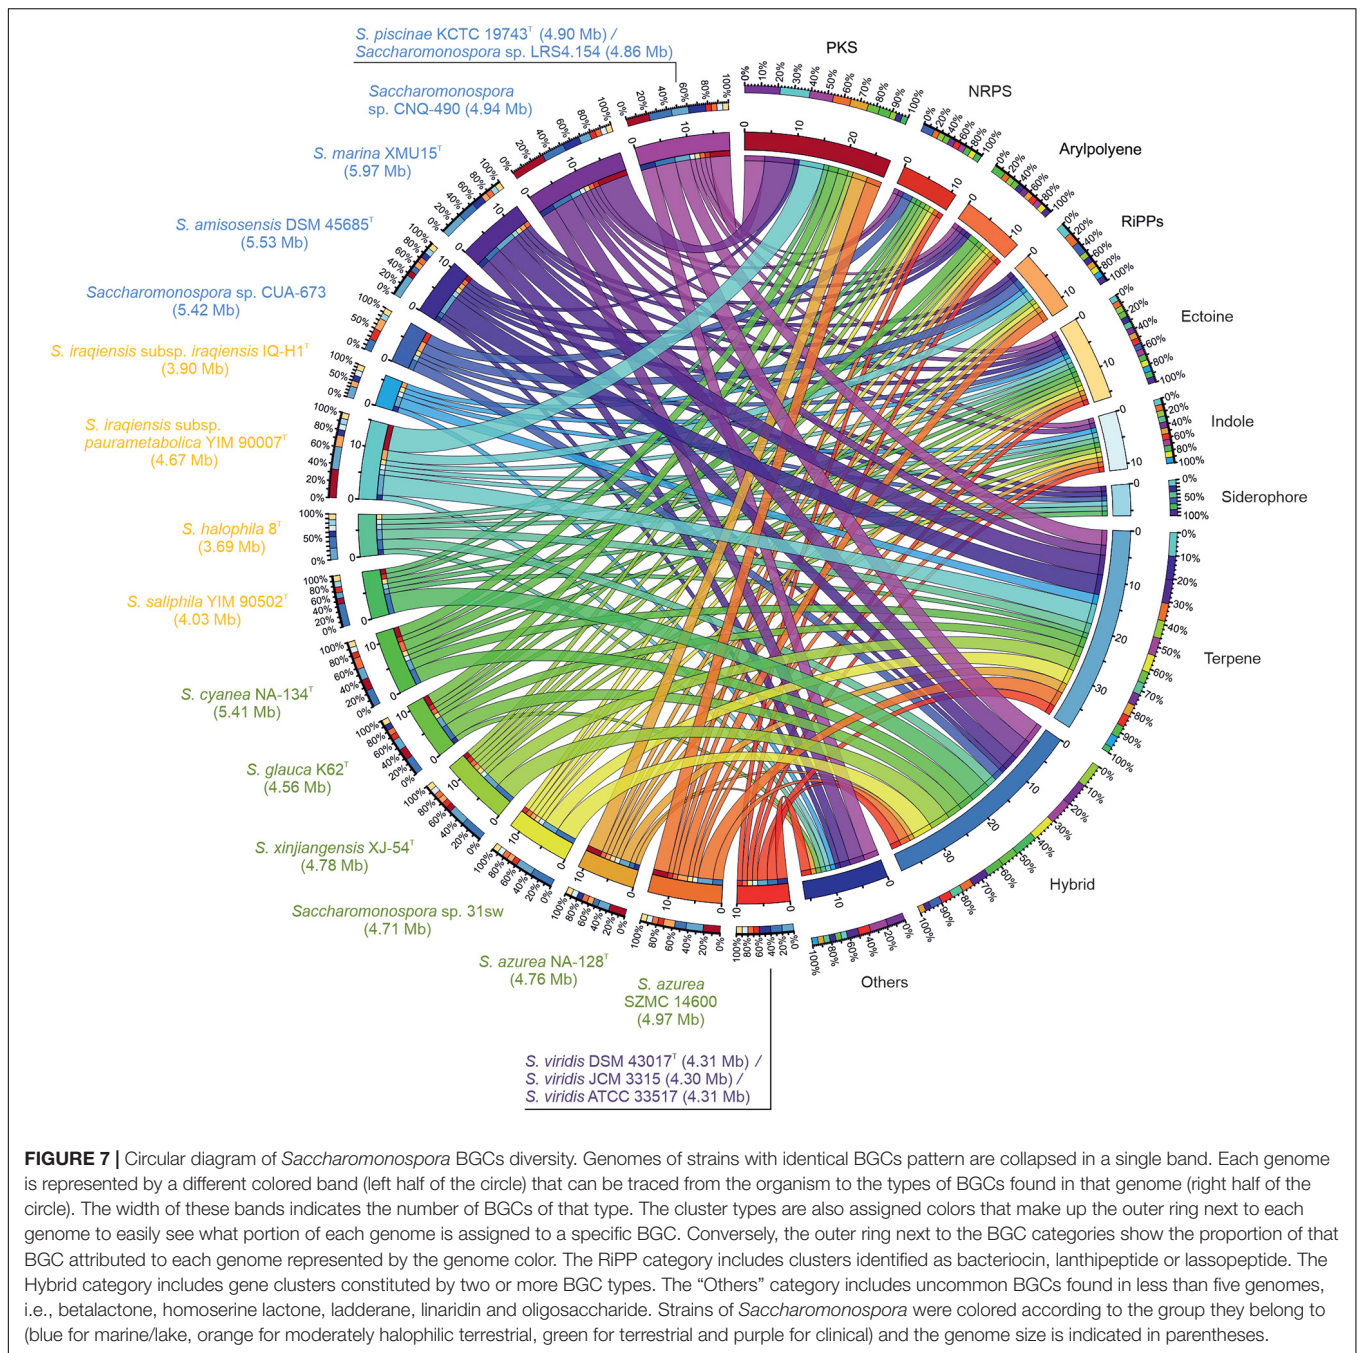 S. piscinae KCTC 19743ᵀ (4.90 Mb) /
Saccharomonospora sp. LRS4.154 (4.86 Mb)
Saccharomonospora
sp. CNQ-490 (4.94 Mb)
S. marina XMU15ᵀ
(5.97 Mb)
S. amisosensis DSM 45685ᵀ
(5.53 Mb)
Saccharomonospora sp. CUA-673
(5.42 Mb)
S. iraqiensis subsp. iraqiensis IQ-H1ᵀ
(3.90 Mb)
S. iraqiensis subsp.
paurametabolica YIM 90007ᵀ
(4.67 Mb)
S. halophila 8ᵀ
(3.69 Mb)
S. saliphila YIM 90502ᵀ
(4.03 Mb)
S. cyanea NA-134ᵀ
(5.41 Mb)
S. glauca K62ᵀ
(4.56 Mb)
S. xinjiangensis XJ-54ᵀ
(4.78 Mb)
Saccharomonospora sp. 31sw
(4.71 Mb)
S. azurea NA-128ᵀ
(4.76 Mb)
S. azurea
SZMC 14600
(4.97 Mb)
S. viridis DSM 43017ᵀ (4.31 Mb) /
S. viridis JCM 3315 (4.30 Mb) /
S. viridis ATCC 33517 (4.31 Mb)
PKS
NRPS
Arylpolyene
RiPPs
Ectoine
Indole
Siderophore
Terpene
Hybrid
Others
FIGURE 7 | Circular diagram of Saccharomonospora BGCs diversity. Genomes of strains with identical BGCs pattern are collapsed in a single band. Each genome
is represented by a different colored band (left half of the circle) that can be traced from the organism to the types of BGCs found in that genome (right half of the
circle). The width of these bands indicates the number of BGCs of that type. The cluster types are also assigned colors that make up the outer ring next to each
genome to easily see what portion of each genome is assigned to a specific BGC. Conversely, the outer ring next to the BGC categories show the proportion of that
BGC attributed to each genome represented by the genome color. The RiPP category includes clusters identified as bacteriocin, lanthipeptide or lassopeptide. The
Hybrid category includes gene clusters constituted by two or more BGC types. The “Others” category includes uncommon BGCs found in less than five genomes,
i.e., betalactone, homoserine lactone, ladderane, linaridin and oligosaccharide. Strains of Saccharomonospora were colored according to the group they belong to
(blue for marine/lake, orange for moderately halophilic terrestrial, green for terrestrial and purple for clinical) and the genome size is indicated in parentheses.